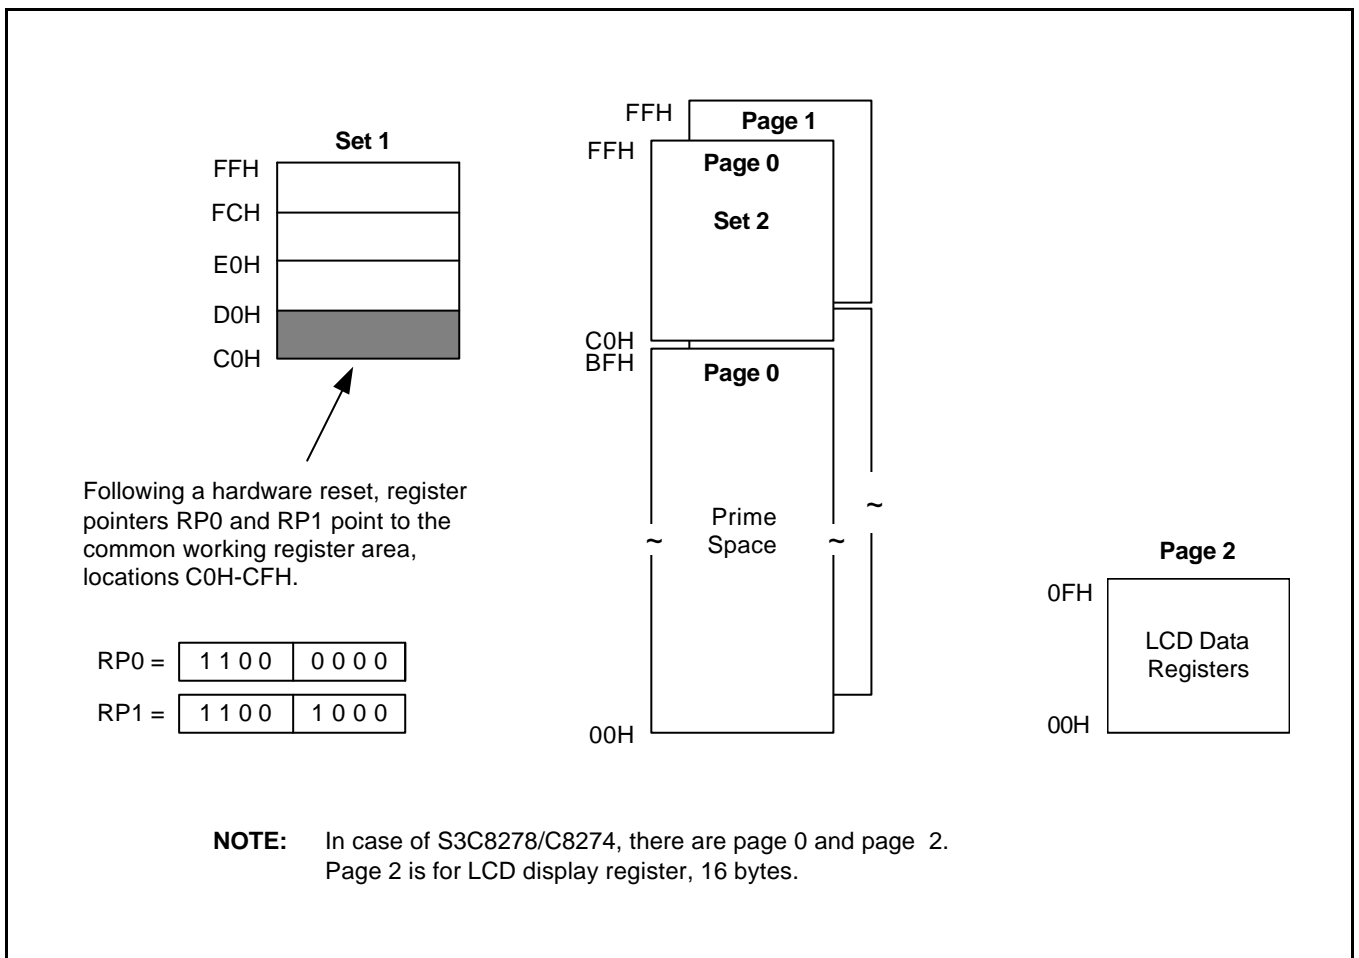 Set 1
FFH
FCH
E0H
D0H
C0H
Following a hardware reset, register
pointers RP0 and RP1 point to the
common working register area,
locations C0H-CFH.
RP0 = 1 1 0 0 0 0 0 0
RP1 = 1 1 0 0 1 0 0 0
FFH
Page 1
FFH
Page 0
Set 2
C0H
BFH
Page 0
~
Prime
Space
~
~
00H
Page 2
0FH
LCD Data
Registers
00H
NOTE: In case of S3C8278/C8274, there are page 0 and page 2.
Page 2 is for LCD display register, 16 bytes.